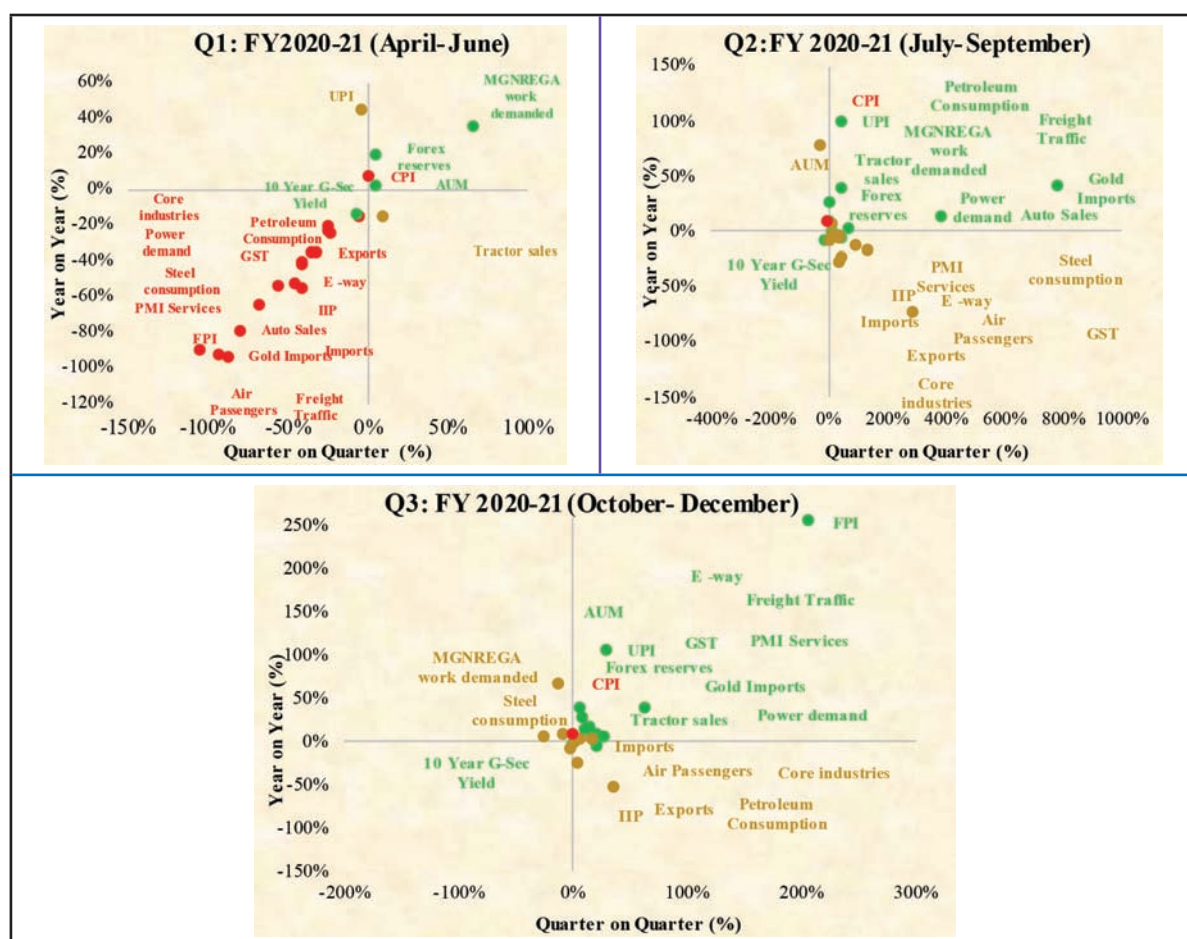 Q1: FY2020-21 (April- June)
60%
40%
20%
0%
-20%
-40%
-60%
-80%
-100%
-120%
Year on Year (%)
UPI
MGNREGA
work
demanded
Forex
reserves
CPI
AUM
10 Year G-Sec
Yield
Core
industries
Power
demand
Petroleum
Consumption
GST
Exports
Tractor sales
Steel
consumption
E -way
PMI Services
IIP
Auto Sales
FPI
Gold Imports
Imports
Air
Passengers
Freight
Traffic
-150%
-100%
-50%
0%
50%
100%
Quarter on Quarter (%)
Q2:FY 2020-21 (July- September)
150%
100%
50%
0%
-50%
-100%
-150%
Year on Year (%)
CPI
Petroleum
Consumption
UPI
MGNREGA
work
demanded
Freight
Traffic
AUM
Tractor
sales
Forex
reserves
Power
demand
Gold
Imports
Auto Sales
10 Year G-Sec
Yield
PMI
Services
Steel
consumption
IIP
E -way
Imports
Air
Passengers
GST
Exports
Core
industries
-400%
-200%
0%
200%
400%
600%
800%
1000%
Quarter on Quarter (%)
Q3: FY 2020-21 (October- December)
250%
200%
150%
100%
50%
0%
-50%
-100%
-150%
Year on Year (%)
FPI
E -way
Freight Traffic
AUM
UPI
GST
PMI Services
MGNREGA
work demanded
Forex reserves
CPI
Gold Imports
Steel
consumption
Tractor sales
Power demand
Imports
10 Year G-Sec
Yield
Air Passengers
Core industries
IIP
Exports
Petroleum
Consumption
-200%
-100%
0%
100%
200%
300%
Quarter on Quarter (%)